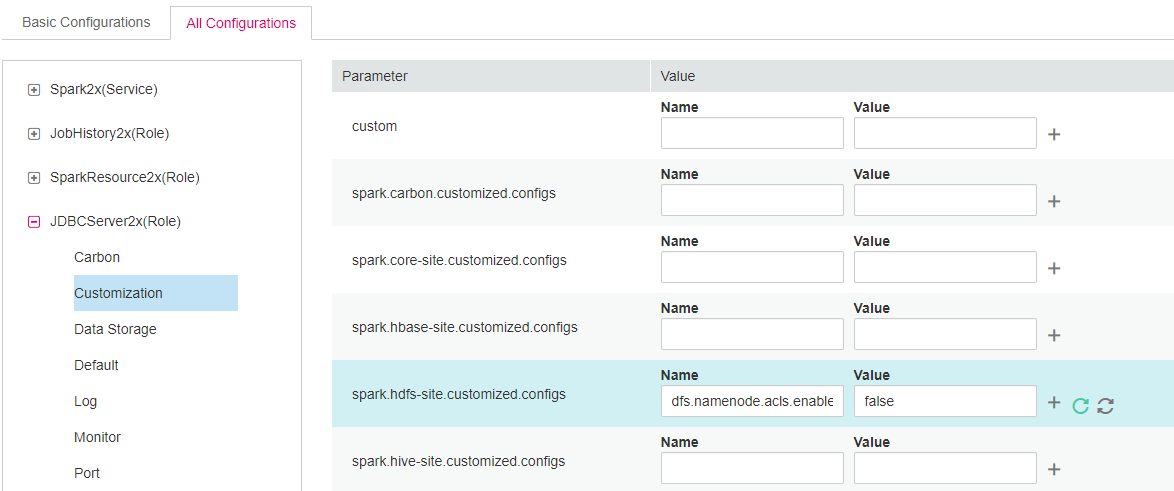 Basic Configurations
All Configurations
Spark2x(Service)
JobHistory2x(Role)
SparkResource2x(Role)
JDBCServer2x(Role)
Carbon
Customization
Data Storage
Default
Log
Monitor
Port
Parameter Value
Name Value
custom
Name Value
spark.carbon.customized.configs
Name Value
spark.core-site.customized.configs
Name Value
spark.hbase-site.customized.configs
Name Value
spark.hdfs-site.customized.configs dfs.namenode.acls.enable false
Name Value
spark.hive-site.customized.configs